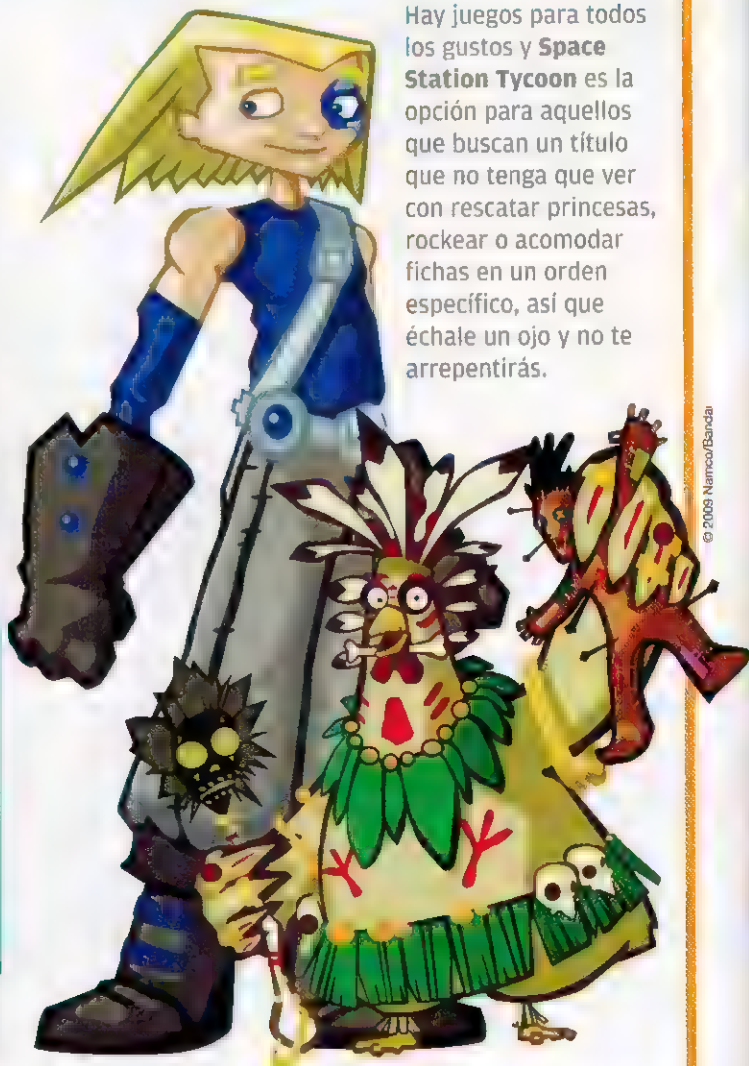 Hay juegos para todos
los gustos y Space
Station Tycoon es la
opción para aquellos
que buscan un título
que no tenga que ver
con rescatar princesas,
rockear o acomodar
fichas en un orden
específico, así que
échale un ojo y no te
arrepentirás.
© 2009 Namco/Bandai